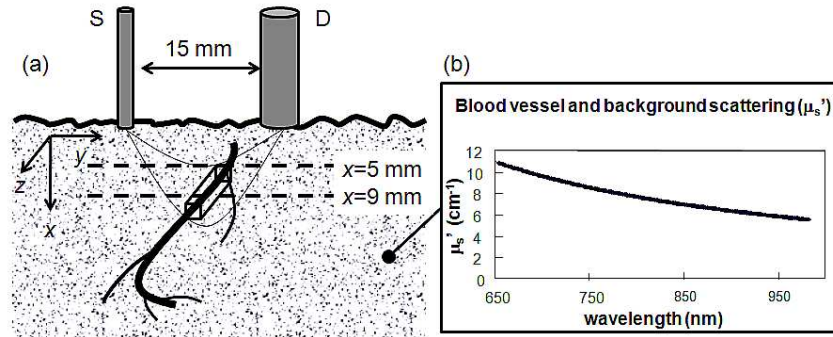 S
D
(a)
15 mm
y
z
x
x=5 mm
x=9 mm
(b)
Blood vessel and background scattering (μs')
μs' (cm-1)
12
10
8
6
4
2
0
650
750
850
950
wavelength (nm)